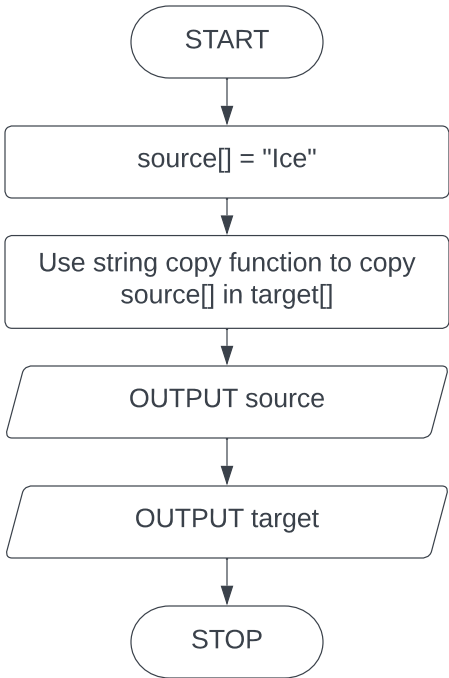 START
source[] = "Ice"
Use string copy function to copy
source[] in target[]
OUTPUT source
OUTPUT target
STOP